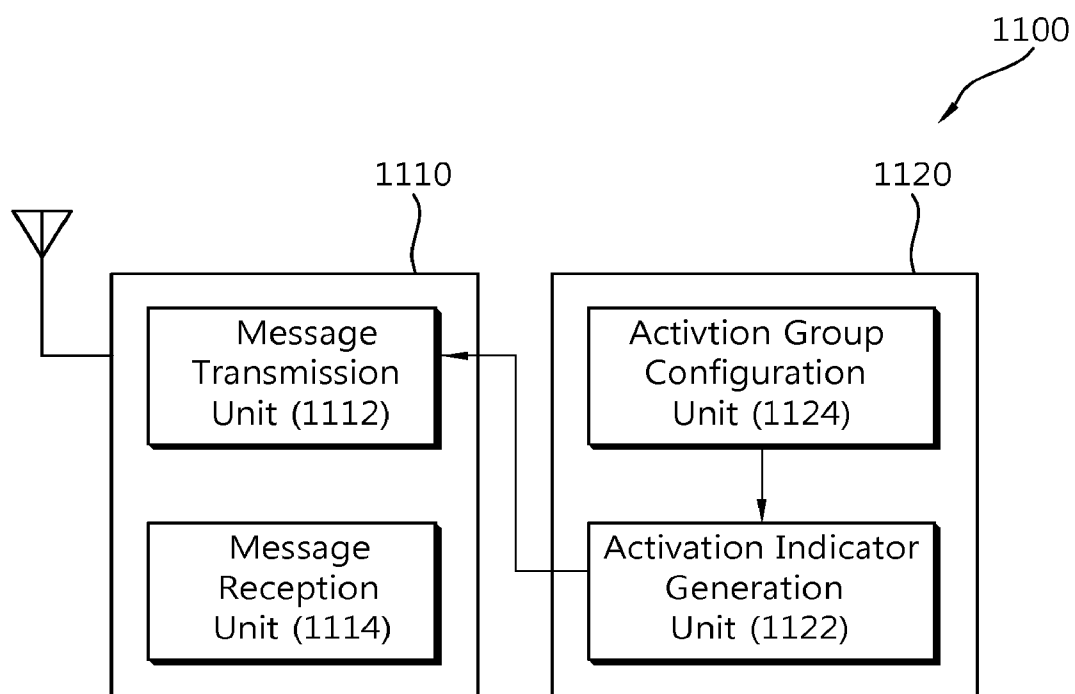 1100
1110
1120
Message
Transmission
Unit (1112)
Activtion Group
Configuration
Unit (1124)
Message
Reception
Unit (1114)
Activation Indicator
Generation
Unit (1122)